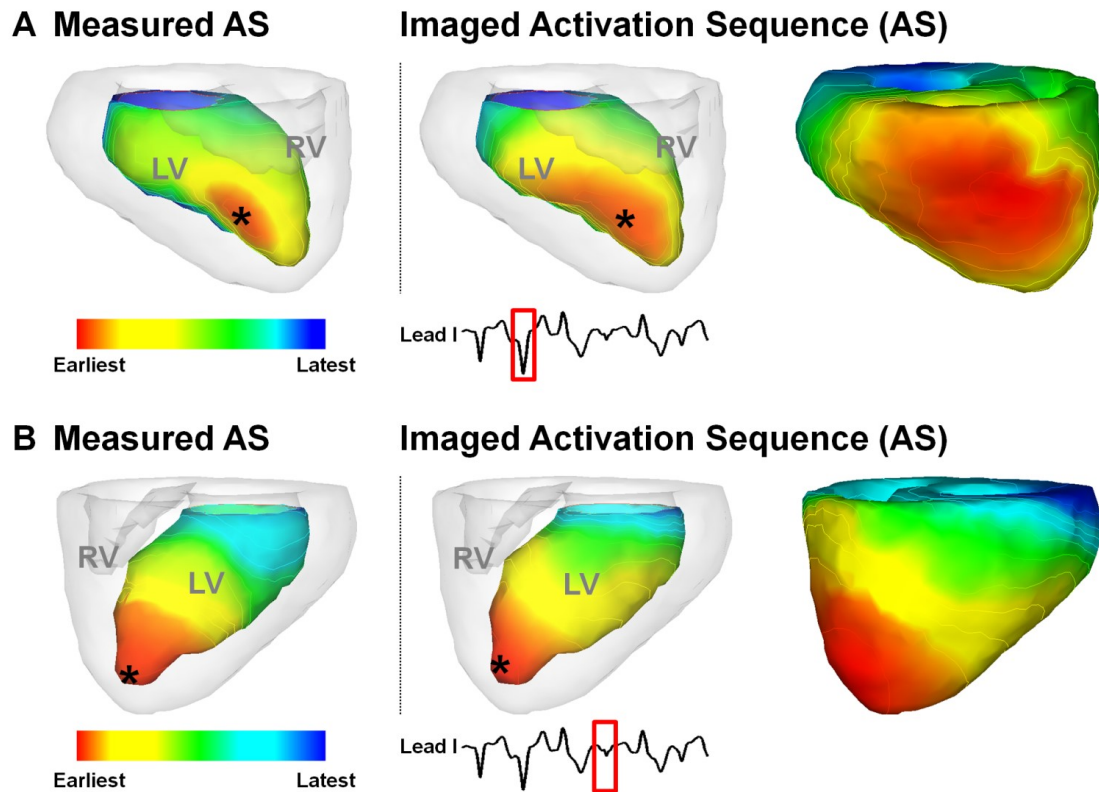 A Measured AS
Imaged Activation Sequence (AS)
LV
RV
*
LV
RV
*
Earliest
Latest
Lead I
B Measured AS
Imaged Activation Sequence (AS)
RV
LV
*
RV
LV
*
Earliest
Latest
Lead I